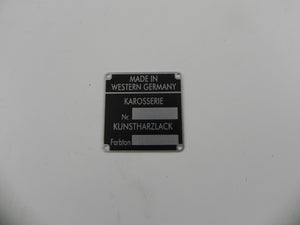 MADE IN
WESTERN GERMANY
KAROSSERIE
Nr.
KUNSTHARZLACK
Farbton